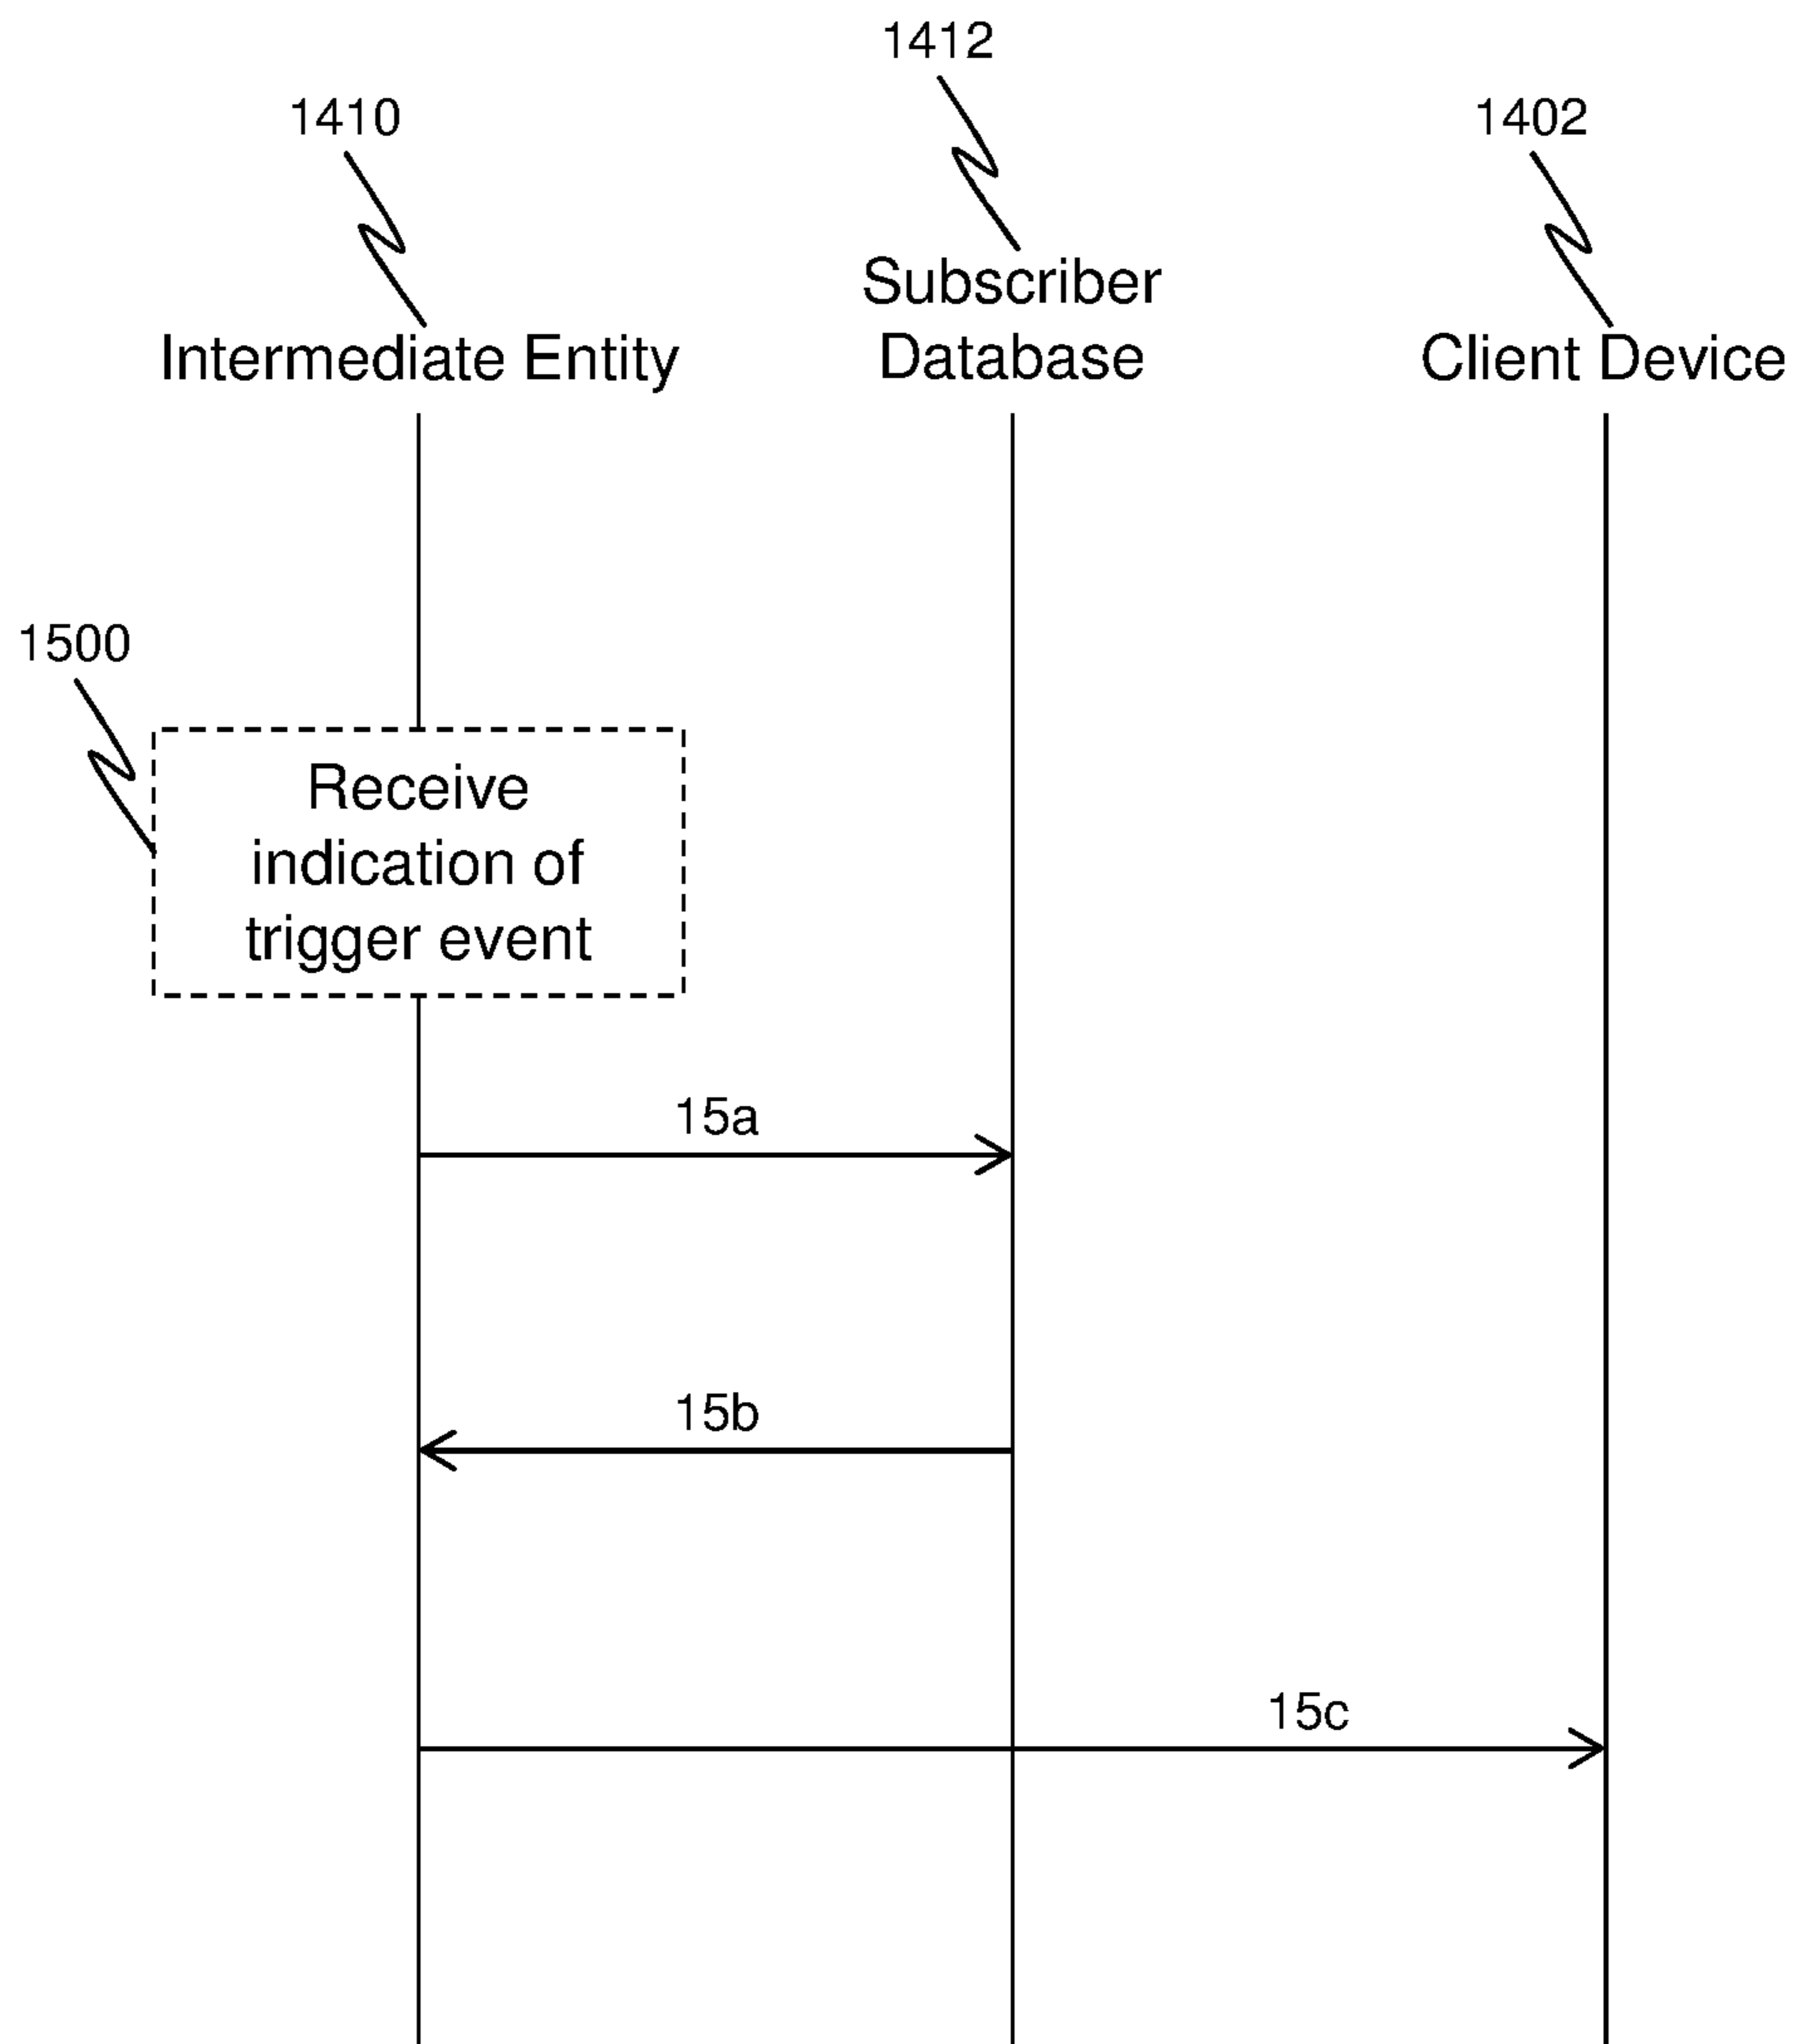 1412
1410
1402
Subscriber
Database
Intermediate Entity
Client Device
1500
Receive
indication of
trigger event
15a
15b
15c